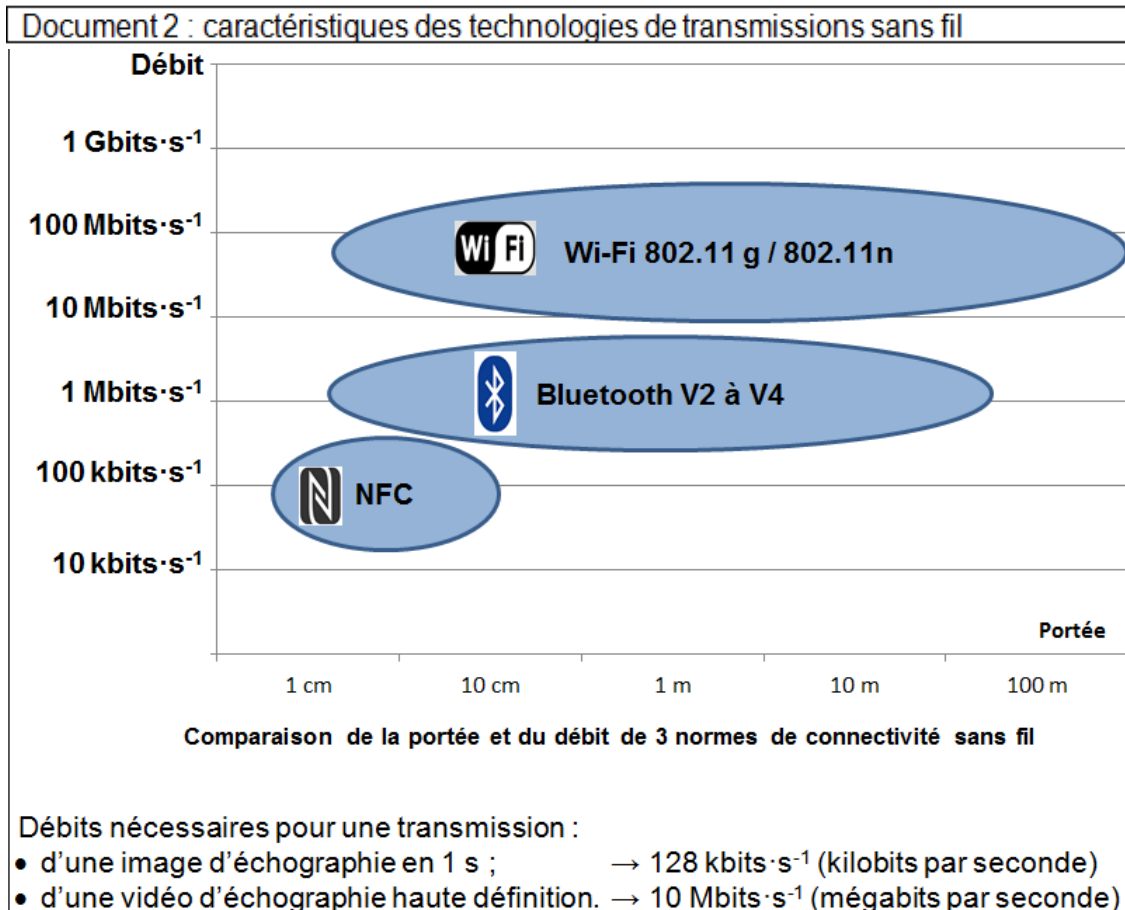 Document 2 : caractéristiques des technologies de transmissions sans fil
Débit
1 Gbits·s-1
100 Mbits·s-1
Wi Fi Wi-Fi 802.11 g / 802.11n
10 Mbits·s-1
1 Mbits·s-1
Bluetooth V2 à V4
100 kbits·s-1
NFC
10 kbits·s-1
Portée
1 cm 10 cm 1 m 10 m 100 m
Comparaison de la portée et du débit de 3 normes de connectivité sans fil
Débits nécessaires pour une transmission :
• d'une image d'échographie en 1 s ; → 128 kbits·s-1 (kilobits par seconde)
• d'une vidéo d'échographie haute définition. → 10 Mbits·s-1 (mégabits par seconde)